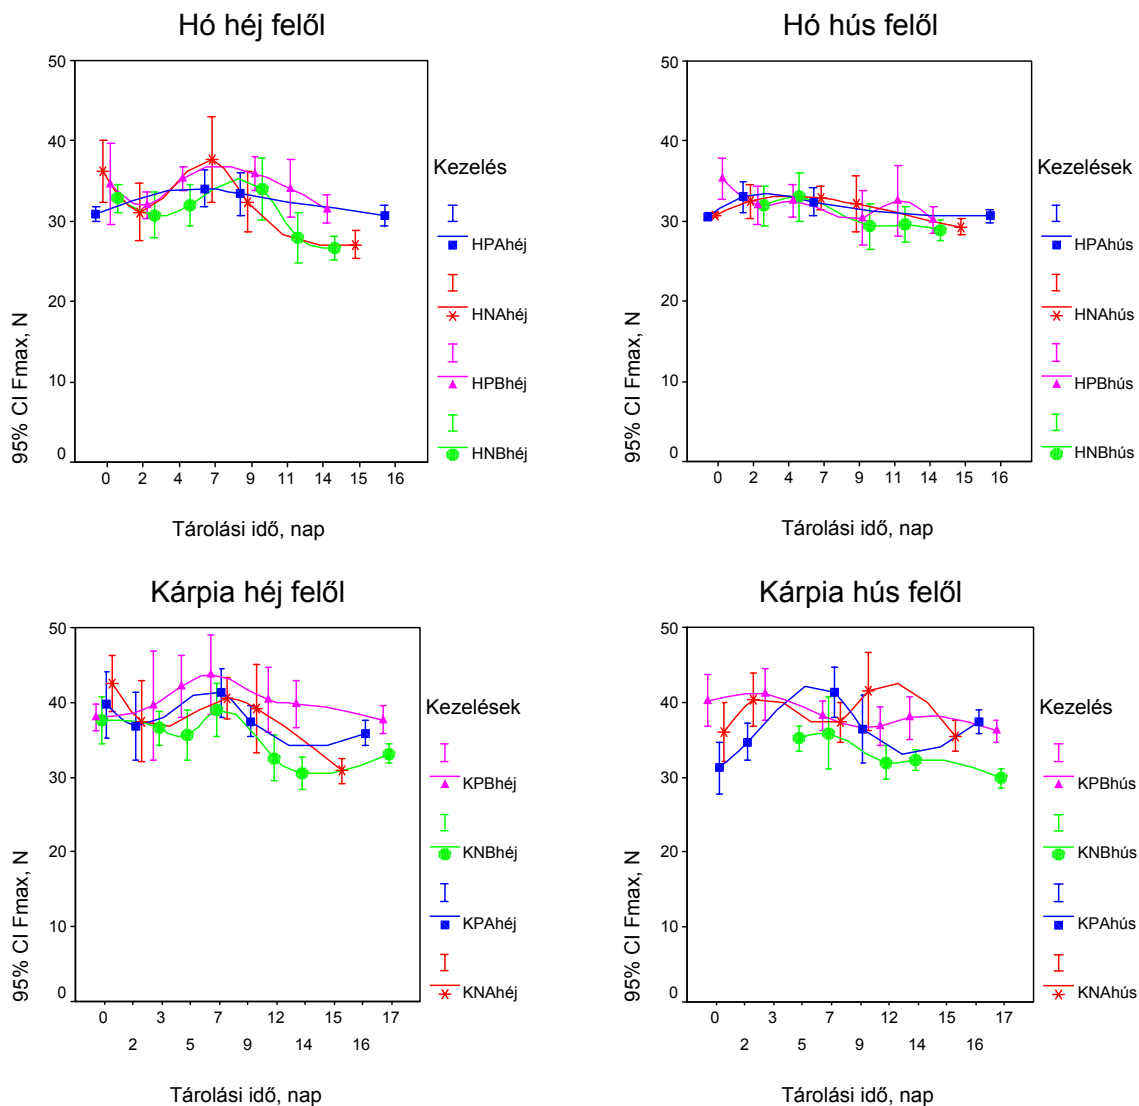 Hó héj felől
50
40
30
20
10
0
95% CI Fmax, N
0 2 4 7 9 11 14 15 16
Tárolási idő, nap
Kezelés
HPAhéj
HNAhéj
HPBhéj
HNBhéj
Hó hús felől
50
40
30
20
10
0
95% CI Fmax, N
0 2 4 7 9 11 14 15 16
Tárolási idő, nap
Kezelések
HPAhús
HNAhús
HPBhús
HNBhús
Kárpia héj felől
50
40
30
20
10
0
95% CI Fmax, N
0 3 7 12 17
2 5 9 14 16
Tárolási idő, nap
Kezelések
KPBhéj
KNBhéj
KPAhéj
KNAhéj
Kárpia hús felől
50
40
30
20
10
0
95% CI Fmax, N
0 3 7 12 15 17
2 5 9 14 16
Tárolási idő, nap
Kezelések
KPBhús
KNBhús
KPAhús
KNAhús